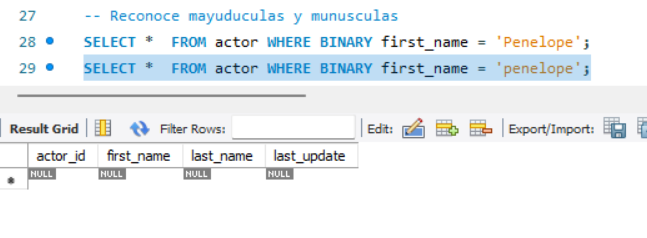 27 -- Reconoce mayuduculas y munusculas
28 SELECT * FROM actor WHERE BINARY first_name = 'Penelope';
29 SELECT * FROM actor WHERE BINARY first_name = 'penelope';
Result Grid Filter Rows: Edit: Export/Import:
actor_id first_name last_name last_update
* NULL NULL NULL NULL